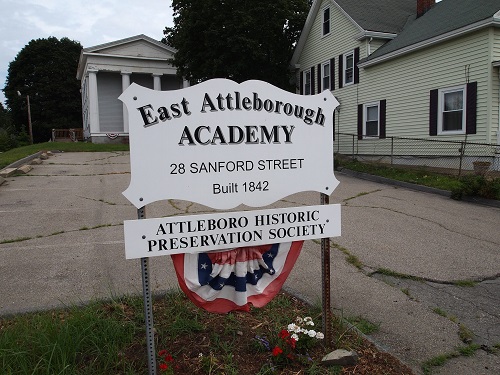 East Attleborough
ACADEMY
28 SANFORD STREET
Built 1842
ATTLEBORO HISTORIC
PRESERVATION SOCIETY